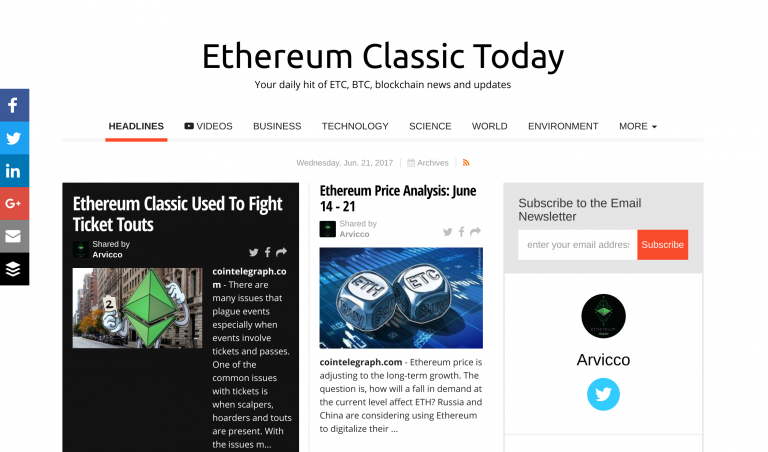 Ethereum Classic Today
Your daily hit of ETC, BTC, blockchain news and updates
HEADLINES VIDEOS BUSINESS TECHNOLOGY SCIENCE WORLD ENVIRONMENT MORE
Wednesday, Jun. 21, 2017 Archives
Ethereum Classic Used To Fight
Ticket Touts
Shared by
Arvicco
2
cointelegraph.co
m - There are
many issues that
plague events
especially when
events involve
tickets and passes.
One of the
common issues
with tickets is
when scalpers,
hoarders and touts
are present. With
the issues m...
Ethereum Price Analysis: June
14 - 21
Shared by
Arvicco
ETH
ETC
cointelegraph.com - Ethereum price is
adjusting to the long-term growth. The
question is, how will a fall in demand at
the current level affect ETH? Russia and
China are considering using Ethereum
to digitalize their ...
Subscribe to the Email
Newsletter
enter your email address
Subscribe
Arvicco